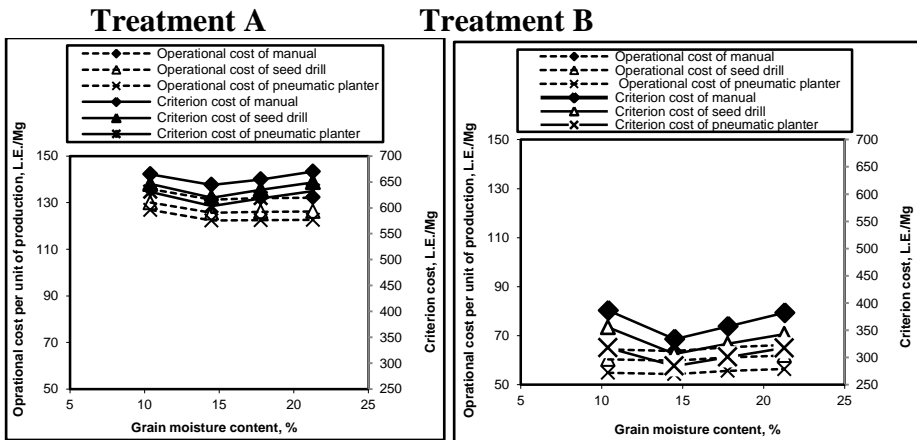 Treatment A
Operational cost of manual
Operational cost of seed drill
Operational cost of pneumatic planter
Criterion cost of manual
Criterion cost of seed drill
Criterion cost of pneumatic planter
Oprational cost per unit of production, L.E./Mg
150
130
110
90
70
50
700
650
600
550
500
450
400
350
300
250
Criterion cost, L.E./Mg
5 10 15 20 25
Grain moisture content, %
Treatment B
Operational cost of manual
Operational cost of seed drill
Operational cost of pneumatic planter
Criterion cost of manual
Criterion cost of seed drill
Criterion cost of pneumatic planter
Oprational cost per unit of production, L.E./Mg
150
130
110
90
70
50
700
650
600
550
500
450
400
350
300
250
Criterion cost, L.E./Mg
5 10 15 20 25
Grain moisture content, %